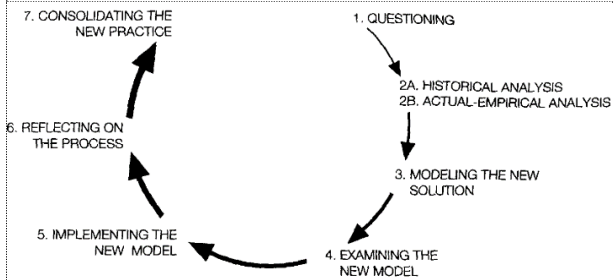 1. QUESTIONING
2A. HISTORICAL ANALYSIS
2B. ACTUAL-EMPIRICAL ANALYSIS
3. MODELING THE NEW
SOLUTION
4. EXAMINING THE
NEW MODEL
5. IMPLEMENTING THE
NEW MODEL
6. REFLECTING ON
THE PROCESS
7. CONSOLIDATING THE
NEW PRACTICE